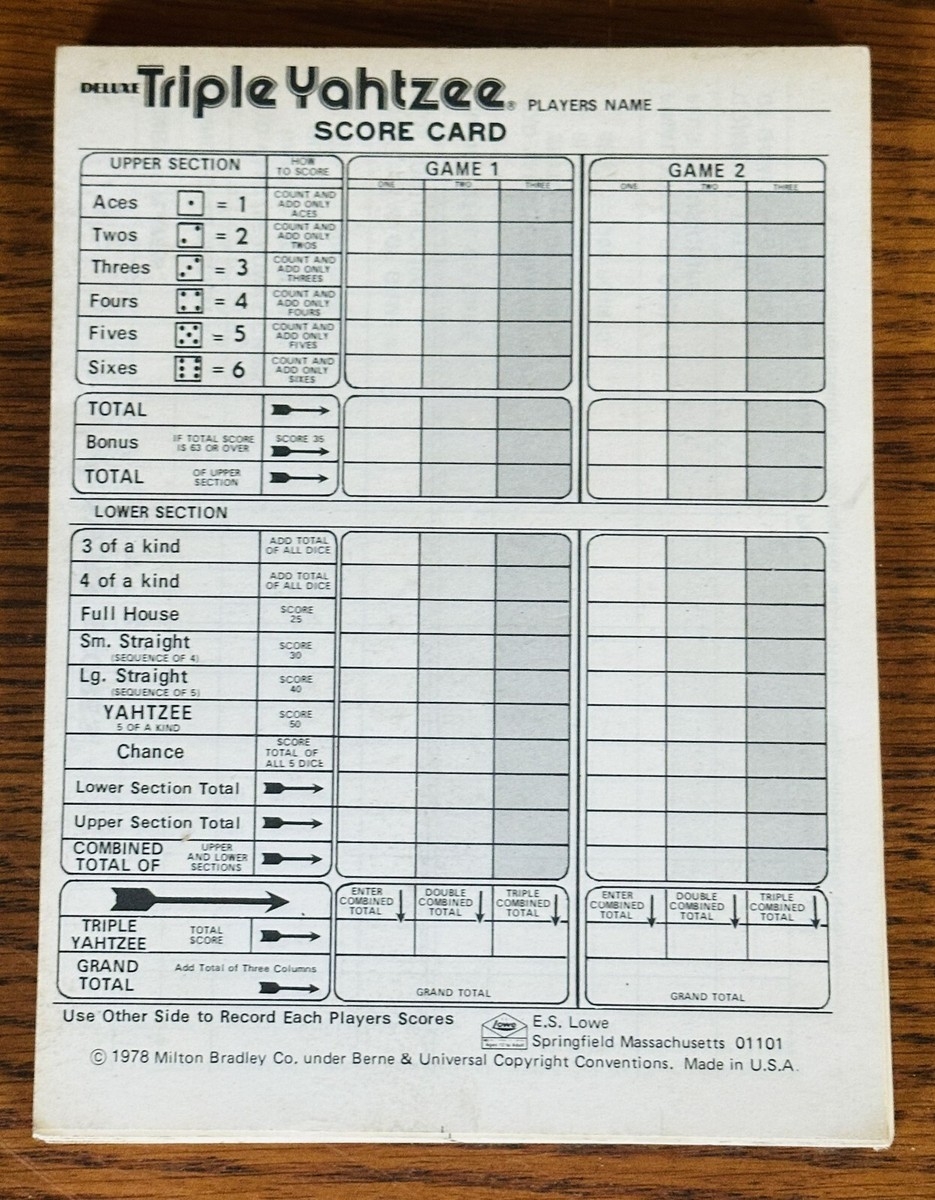 DELUXE Triple Yahtzee® PLAYERS NAME
SCORE CARD
UPPER SECTION HOW TO SCORE GAME 1 GAME 2
ONE TWO THREE ONE TWO THREE
Aces = 1 COUNT AND ADD ONLY ACES
Twos = 2 COUNT AND ADD ONLY TWOS
Threes = 3 COUNT AND ADD ONLY THREES
Fours = 4 COUNT AND ADD ONLY FOURS
Fives = 5 COUNT AND ADD ONLY FIVES
Sixes = 6 COUNT AND ADD ONLY SIXES
TOTAL
Bonus IF TOTAL SCORE IS 63 OR OVER SCORE 35
TOTAL OF UPPER SECTION
LOWER SECTION
3 of a kind ADD TOTAL OF ALL DICE
4 of a kind ADD TOTAL OF ALL DICE
Full House SCORE 25
Sm. Straight (SEQUENCE OF 4) SCORE 30
Lg. Straight (SEQUENCE OF 5) SCORE 40
YAHTZEE 5 OF A KIND SCORE 50
Chance SCORE TOTAL OF ALL 5 DICE
Lower Section Total
Upper Section Total
COMBINED TOTAL OF UPPER AND LOWER SECTIONS
ENTER COMBINED TOTAL DOUBLE COMBINED TOTAL TRIPLE COMBINED TOTAL ENTER COMBINED TOTAL DOUBLE COMBINED TOTAL TRIPLE COMBINED TOTAL
TRIPLE YAHTZEE TOTAL SCORE
GRAND TOTAL Add Total of Three Columns GRAND TOTAL GRAND TOTAL
Use Other Side to Record Each Players Scores
Lowe
E.S. Lowe
Springfield Massachusetts 01101
© 1978 Milton Bradley Co. under Berne & Universal Copyright Conventions. Made in U.S.A.